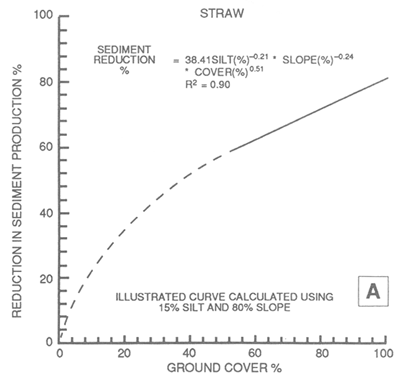 STRAW
SEDIMENT
REDUCTION = 38.41SILT(%)^-0.21 * SLOPE(%)^-0.24
% * COVER(%)^0.51
R² = 0.90
REDUCTION IN SEDIMENT PRODUCTION %
100
80
60
40
20
0
ILLUSTRATED CURVE CALCULATED USING
15% SILT AND 80% SLOPE
A
0 20 40 60 80 100
GROUND COVER %